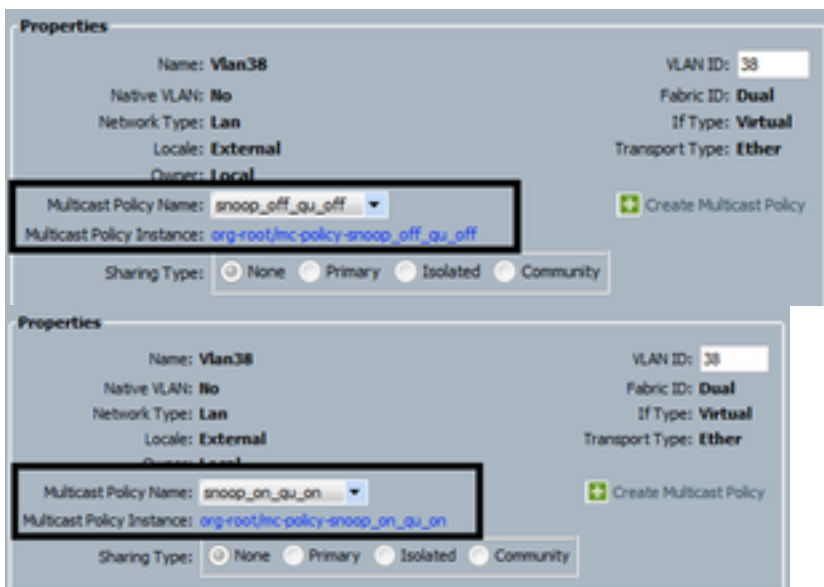 Properties
Name: Vlan38 VLAN ID: 38
Native VLAN: No Fabric ID: Dual
Network Type: Lan If Type: Virtual
Locale: External Transport Type: Ether
Owner: Local
Multicast Policy Name: snoop_off_qu_off Create Multicast Policy
Multicast Policy Instance: org-root/mc-policy-snoop_off_qu_off
Sharing Type: None Primary Isolated Community
Properties
Name: Vlan38 VLAN ID: 38
Native VLAN: No Fabric ID: Dual
Network Type: Lan If Type: Virtual
Locale: External Transport Type: Ether
Owner: Local
Multicast Policy Name: snoop_on_qu_on Create Multicast Policy
Multicast Policy Instance: org-root/mc-policy-snoop_on_qu_on
Sharing Type: None Primary Isolated Community